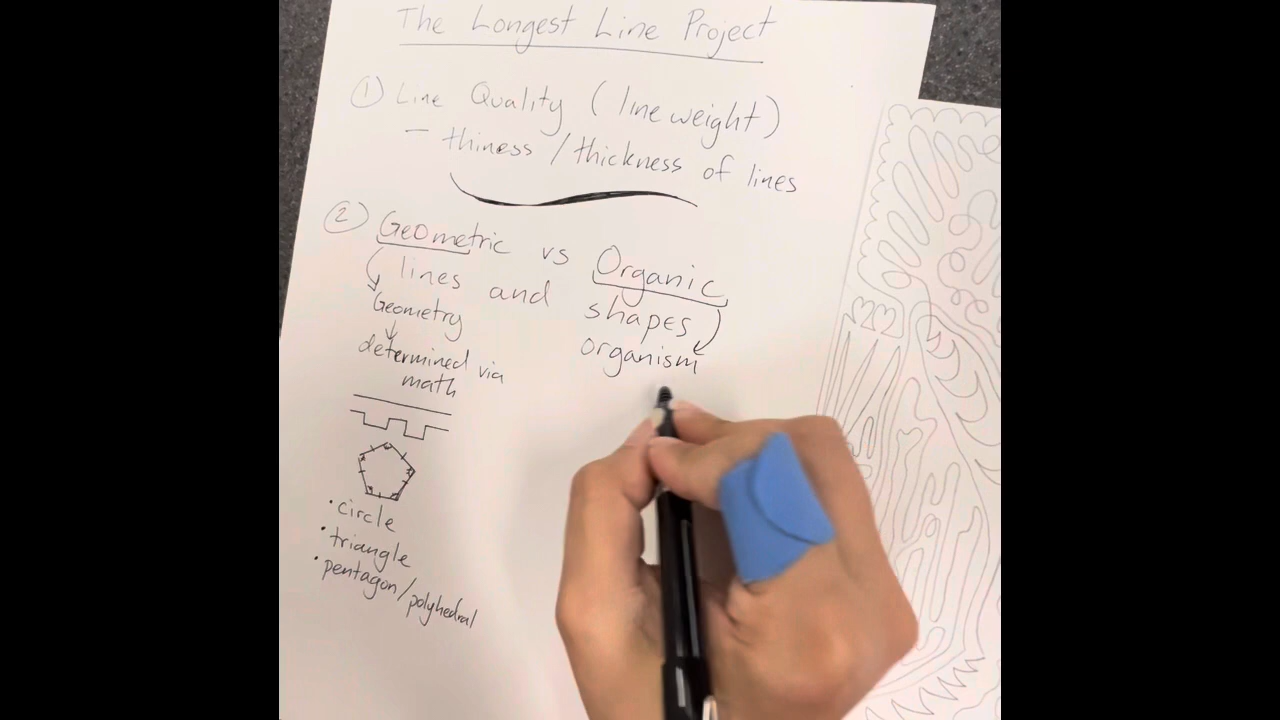 The Longest Line Project
① Line Quality (line weight)
– thiness / thickness of lines
② Geometric vs Organic
lines and shapes
Geometry
organism
determined via
math
• circle
• triangle
• pentagon/polyhedral